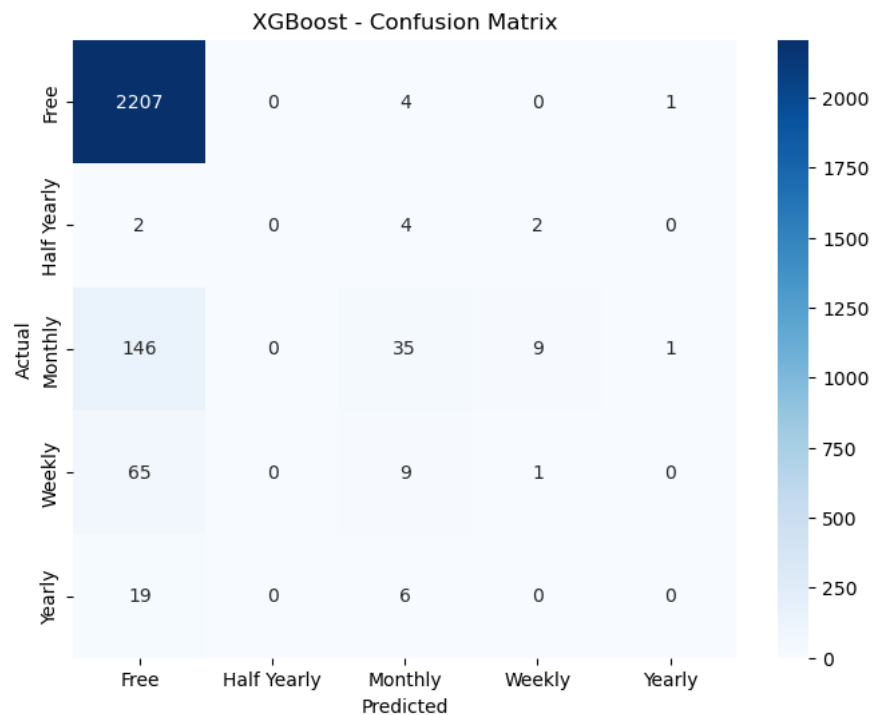 XGBoost - Confusion Matrix
Actual
Free
2207 0 4 0 1
Half Yearly
2 0 4 2 0
Monthly
146 0 35 9 1
Weekly
65 0 9 1 0
Yearly
19 0 6 0 0
Free Half Yearly Monthly Weekly Yearly
Predicted
2000
1750
1500
1250
1000
750
500
250
0